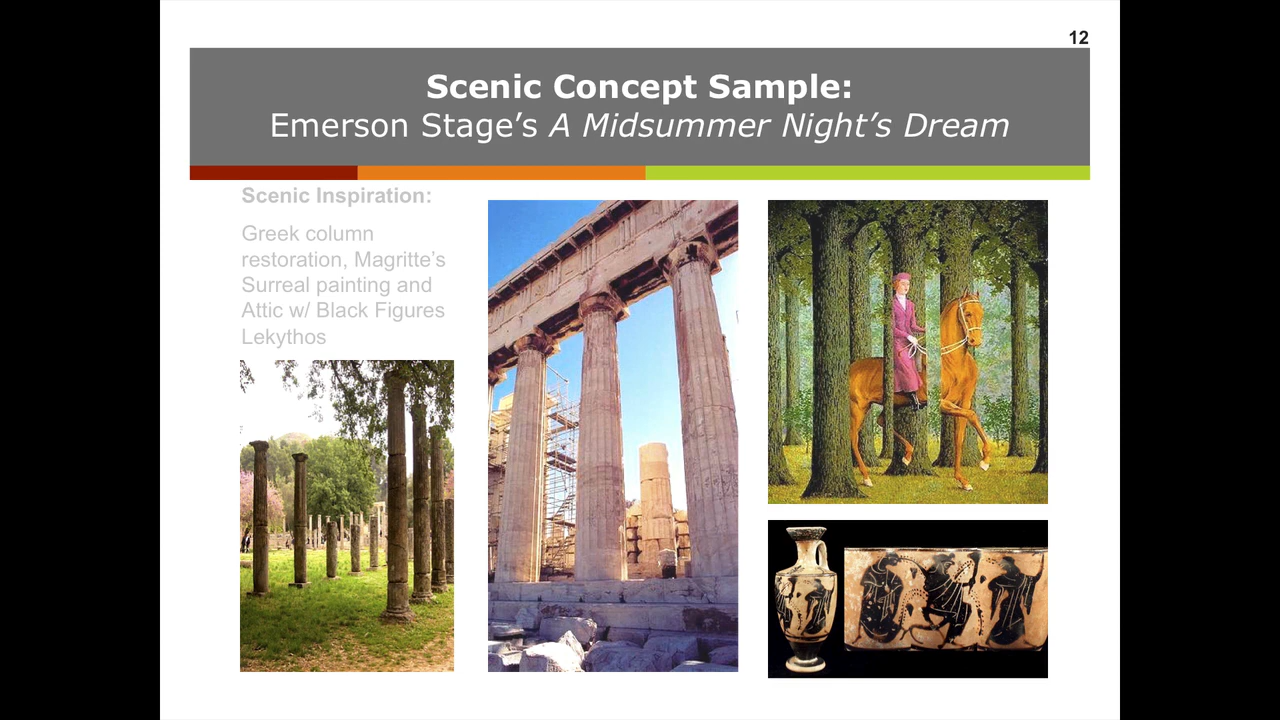 12
Scenic Concept Sample:
Emerson Stage’s A Midsummer Night’s Dream
Scenic Inspiration:
Greek column
restoration, Magritte’s
Surreal painting and
Attic w/ Black Figures
Lekythos